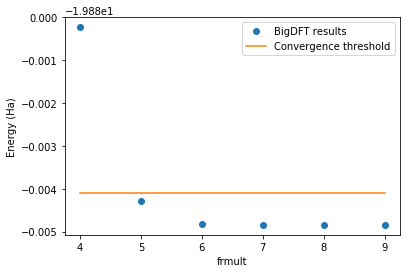 −1.988e1
0.000
−0.001
−0.002
−0.003
−0.004
−0.005
Energy (Ha)
BigDFT results
Convergence threshold
4 5 6 7 8 9
frmult